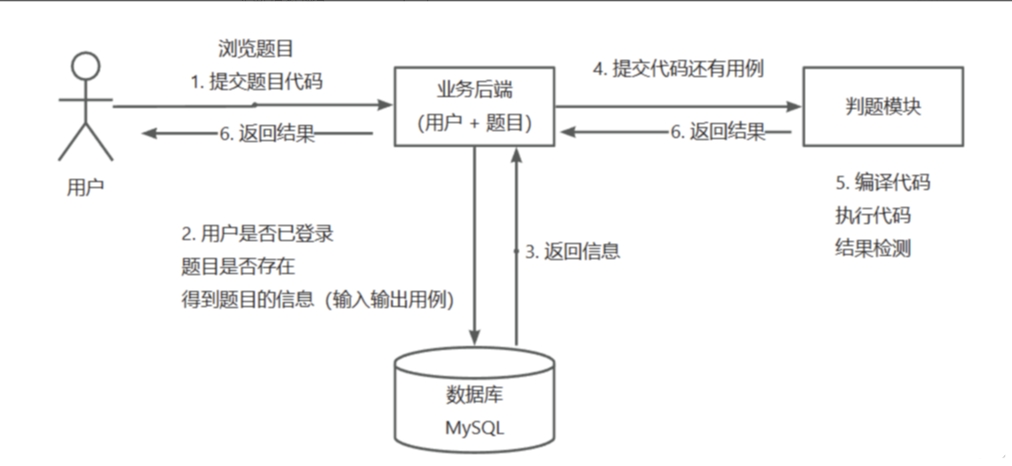 浏览题目
1. 提交题目代码
6. 返回结果
用户
业务后端
(用户 + 题目)
4. 提交代码还有用例
6. 返回结果
判题模块
5. 编译代码
执行代码
结果检测
2. 用户是否已登录
题目是否存在
得到题目的信息（输入输出用例）
3. 返回信息
数据库
MySQL